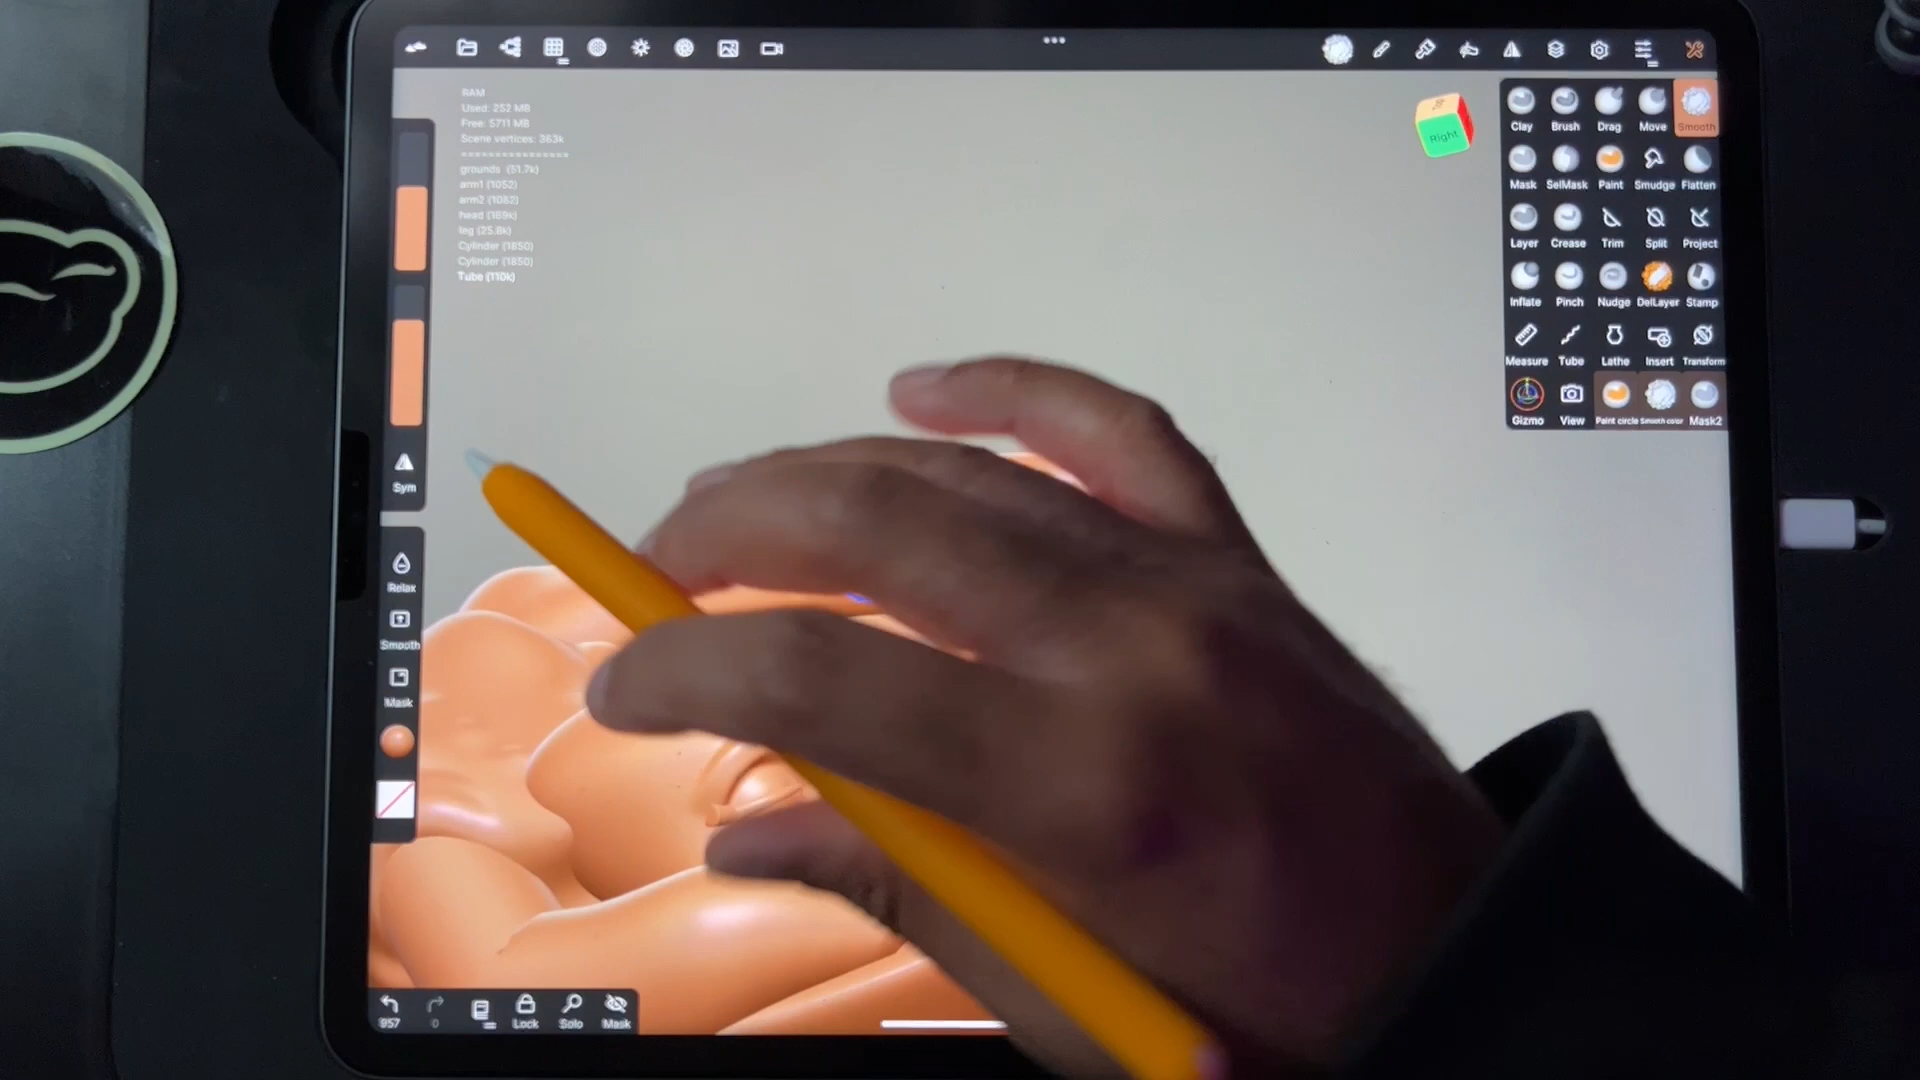 RAM
Used: 252 MB
Free: 5711 MB
Scene vertices: 363k
==================
grounds (51.7k)
arm1 (1052)
arm2 (1082)
head (169k)
leg (25.8k)
Cylinder (1850)
Cylinder (1850)
Tube (110k)
Right
Clay Brush Drag Move Smooth
Mask SelMask Paint Smudge Flatten
Layer Crease Trim Split Project
Inflate Pinch Nudge DelLayer Stamp
Measure Tube Lathe Insert Transform
Gizmo View Paint circle Smooth color Mask2
Sym
Relax
Smooth
Mask
957 0 Lock Solo Mask